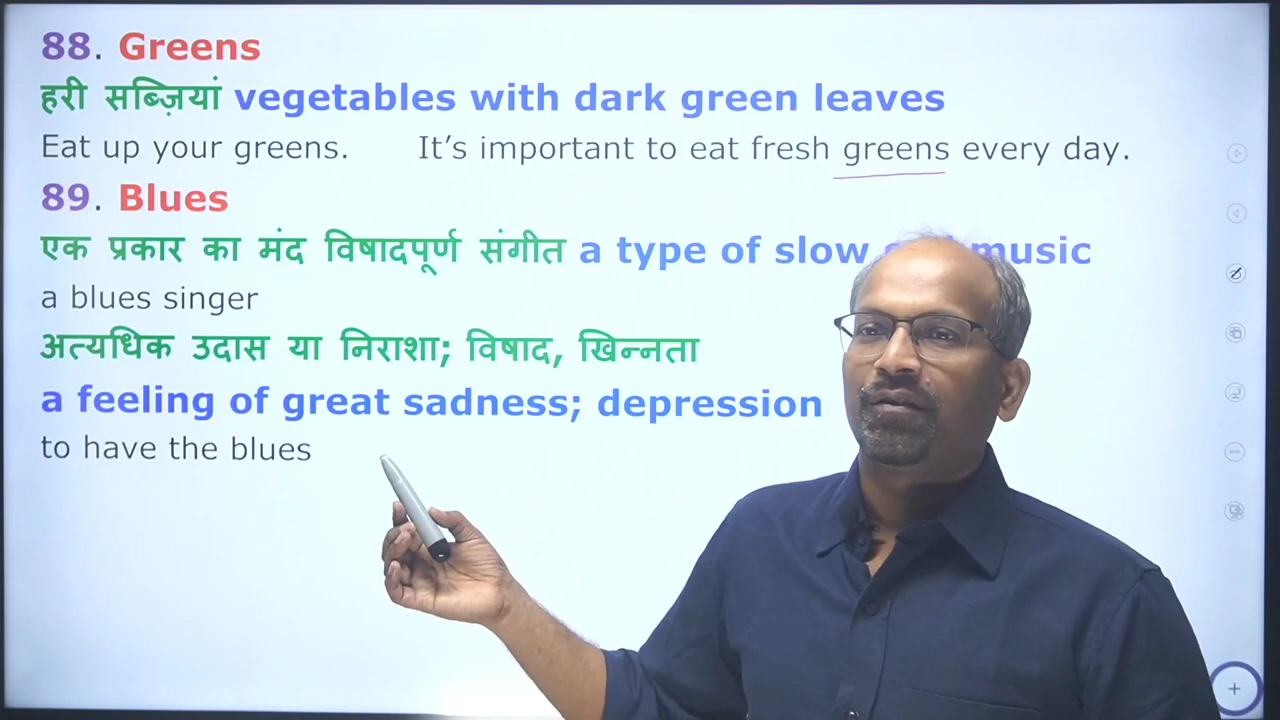 88. Greens
हरी सब्ज़ियां vegetables with dark green leaves
Eat up your greens. It’s important to eat fresh greens every day.
89. Blues
एक प्रकार का मंद विषादपूर्ण संगीत a type of slow music
a blues singer
अत्यधिक उदास या निराशा; विषाद, खिन्नता
a feeling of great sadness; depression
to have the blues